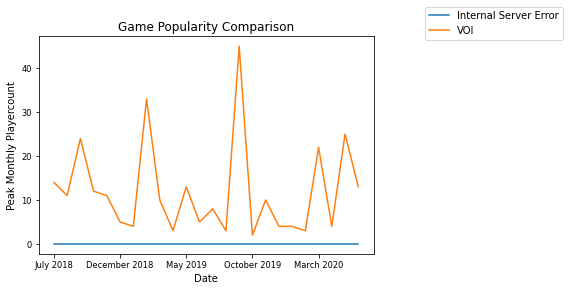 Game Popularity Comparison
Internal Server Error
VOI
Peak Monthly Playercount
40
30
20
10
0
July 2018
December 2018
May 2019
October 2019
March 2020
Date